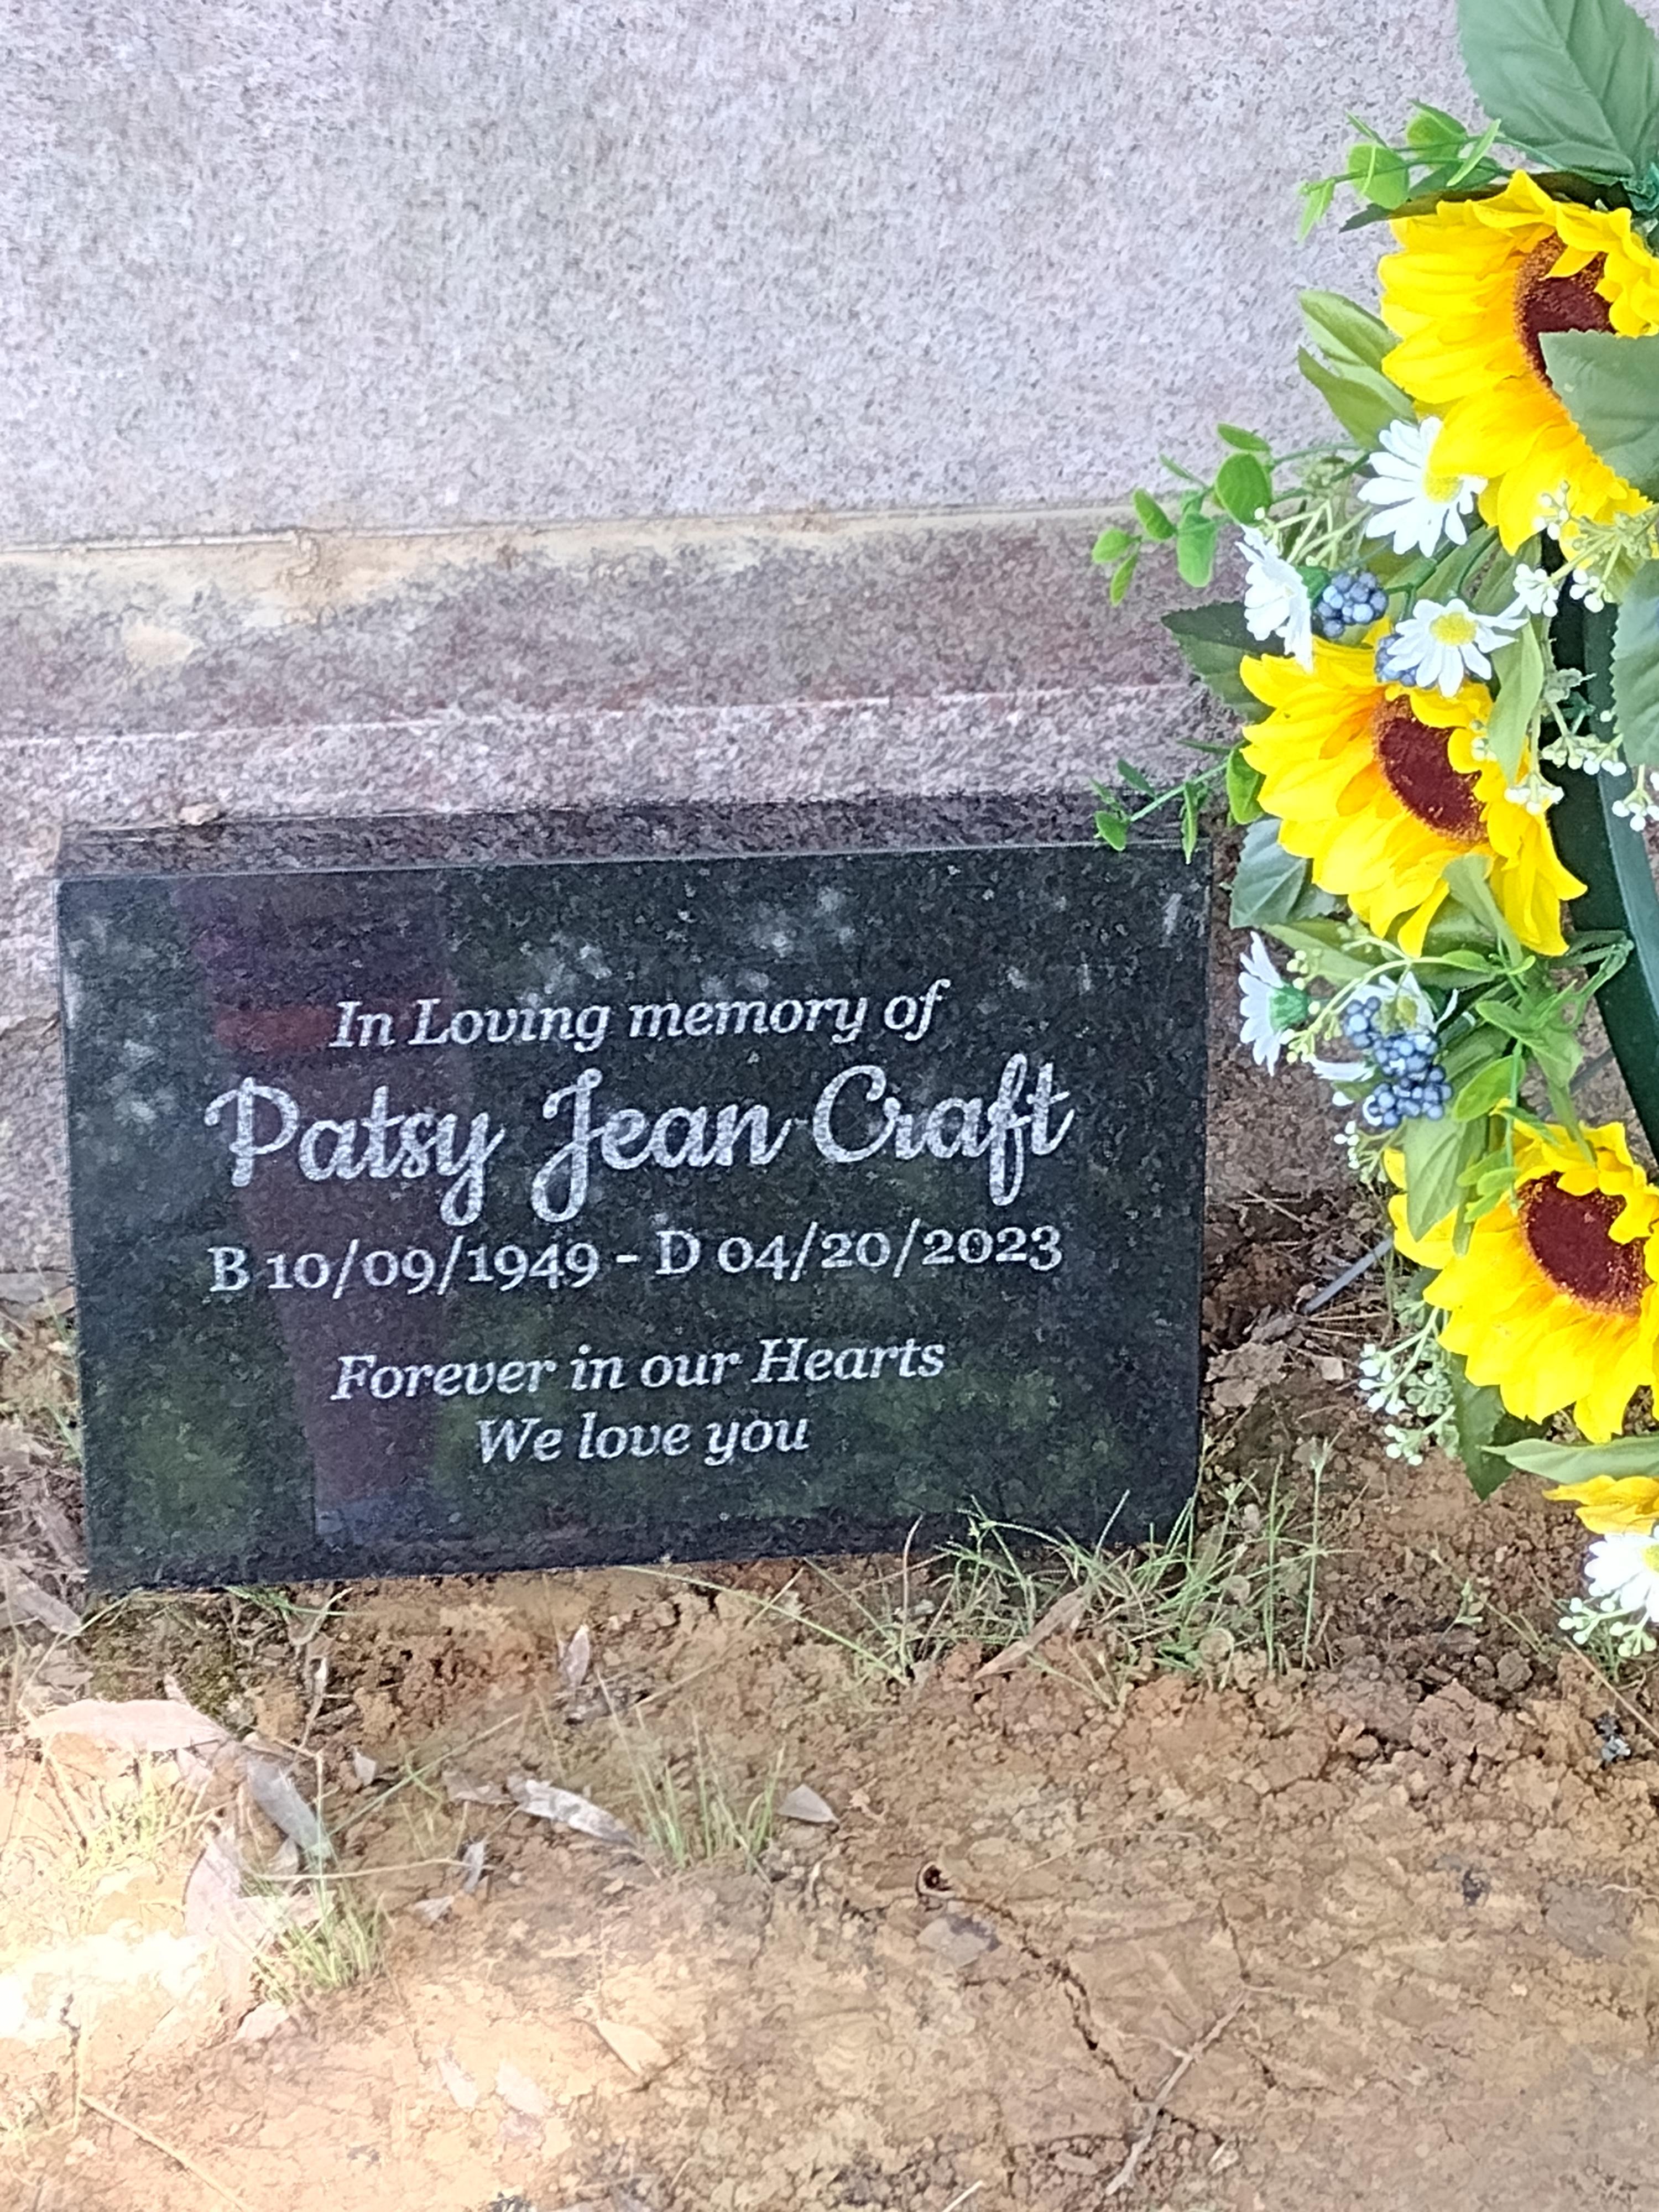 In Loving memory of
Patsy Jean Craft
B 10/09/1949 - D 04/20/2023
Forever in our Hearts
We love you